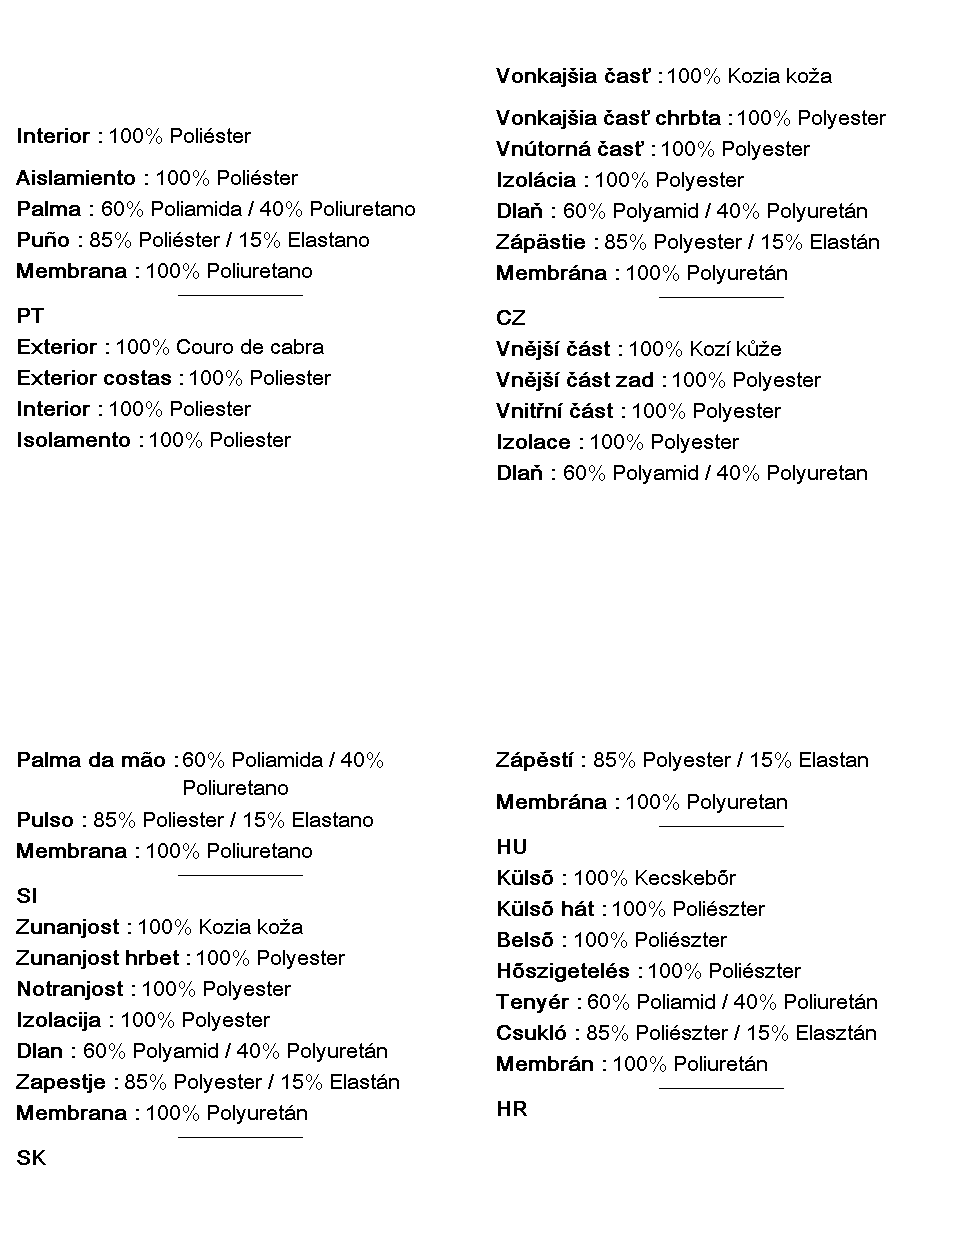 Interior : 100% Poliéster
Aislamiento : 100% Poliéster
Palma : 60% Poliamida / 40% Poliuretano
Puño : 85% Poliéster / 15% Elastano
Membrana : 100% Poliuretano
PT
Exterior : 100% Couro de cabra
Exterior costas : 100% Poliester
Interior : 100% Poliester
Isolamento : 100% Poliester
Palma da mão : 60% Poliamida / 40%
Poliuretano
Pulso : 85% Poliester / 15% Elastano
Membrana : 100% Poliuretano
SI
Zunanjost : 100% Kozia koža
Zunanjost hrbet : 100% Polyester
Notranjost : 100% Polyester
Izolacija : 100% Polyester
Dlan : 60% Polyamid / 40% Polyuretán
Zapestje : 85% Polyester / 15% Elastán
Membrana : 100% Polyuretán
SK
Vonkajšia časť : 100% Kozia koža
Vonkajšia časť chrbta : 100% Polyester
Vnútorná časť : 100% Polyester
Izolácia : 100% Polyester
Dlaň : 60% Polyamid / 40% Polyuretán
Zápästie : 85% Polyester / 15% Elastán
Membrána : 100% Polyuretán
CZ
Vnější část : 100% Kozí kůže
Vnější část zad : 100% Polyester
Vnitřní část : 100% Polyester
Izolace : 100% Polyester
Dlaň : 60% Polyamid / 40% Polyuretan
Zápěstí : 85% Polyester / 15% Elastan
Membrána : 100% Polyuretan
HU
Külső : 100% Kecskebőr
Külső hát : 100% Poliészter
Belső : 100% Poliészter
Hőszigetelés : 100% Poliészter
Tenyér : 60% Poliamid / 40% Poliuretán
Csukló : 85% Poliészter / 15% Elasztán
Membrán : 100% Poliuretán
HR